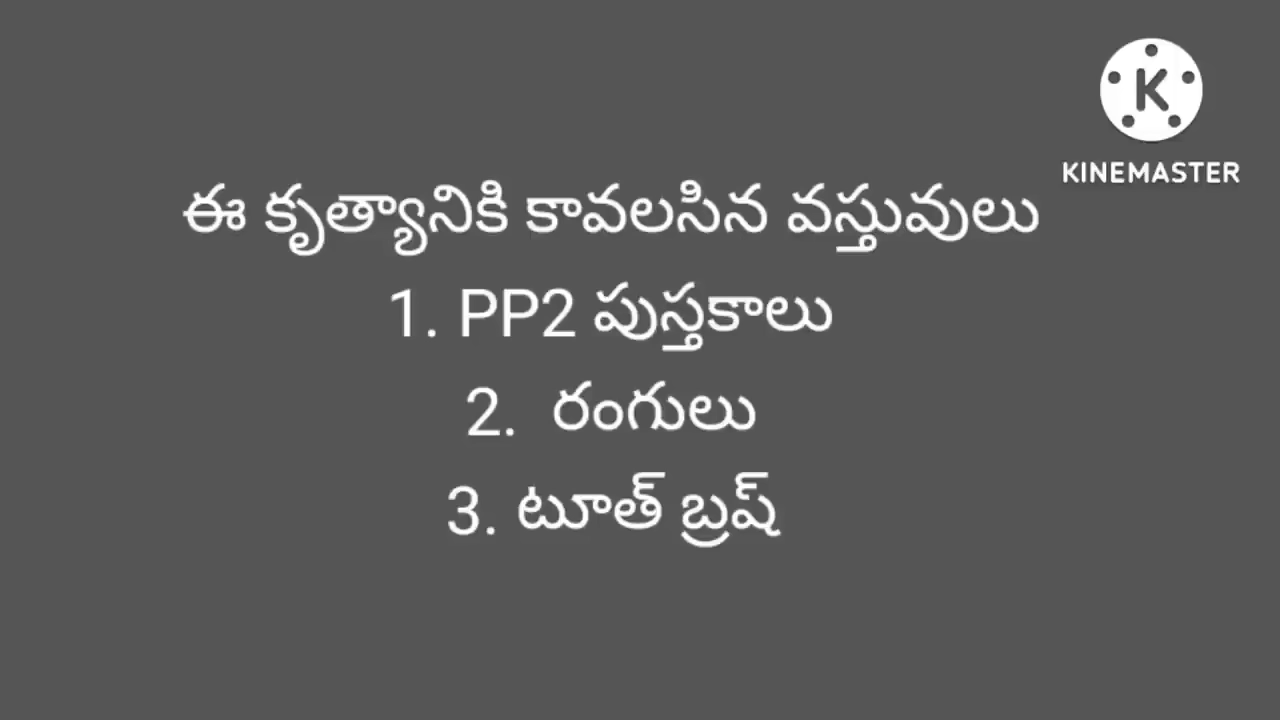 K
KINEMASTER
ఈ కృత్యానికి కావలసిన వస్తువులు
1. PP2 పుస్తకాలు
2. రంగులు
3. టూత్ బ్రష్